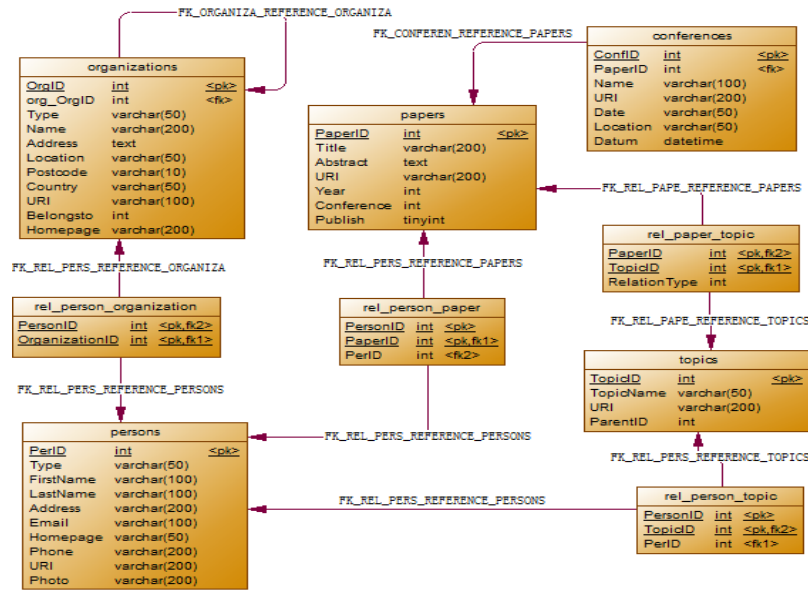 FK_ORGANIZA_REFERENCE_ORGANIZA
organizations
OrgID int <pk>
org_OrgID int <fk>
Type varchar(50)
Name varchar(200)
Address text
Location varchar(50)
Postcode varchar(10)
Country varchar(50)
URI varchar(100)
Belongsto int
Homepage varchar(200)
FK_CONFEREN_REFERENCE_PAPERS
conferences
ConfID int <pk>
PaperID int <fk>
Name varchar(100)
URI varchar(200)
Date varchar(50)
Location varchar(50)
Datum datetime
papers
PaperID int <pk>
Title varchar(200)
Abstract text
URI varchar(200)
Year int
Conference int
Publish tinyint
FK_REL_PAPE_REFERENCE_PAPERS
rel_paper_topic
PaperID int <pk,fk2>
TopicID int <pk,fk1>
RelationType int
FK_REL_PERS_REFERENCE_ORGANIZA
FK_REL_PERS_REFERENCE_PAPERS
rel_person_organization
PersonID int <pk,fk2>
OrganizationID int <pk,fk1>
rel_person_paper
PersonID int <pk>
PaperID int <pk,fk1>
PerID int <fk2>
FK_REL_PAPE_REFERENCE_TOPICS
topics
TopicID int <pk>
TopicName varchar(50)
URI varchar(200)
ParentID int
FK_REL_PERS_REFERENCE_PERSONS
persons
PerID int <pk>
Type varchar(50)
FirstName varchar(100)
LastName varchar(100)
Address varchar(200)
Email varchar(100)
Homepage varchar(50)
Phone varchar(200)
URI varchar(200)
Photo varchar(200)
FK_REL_PERS_REFERENCE_PERSONS
FK_REL_PERS_REFERENCE_TOPICS
FK_REL_PERS_REFERENCE_PERSONS
rel_person_topic
PersonID int <pk>
TopicID int <pk,fk2>
PerID int <fk1>